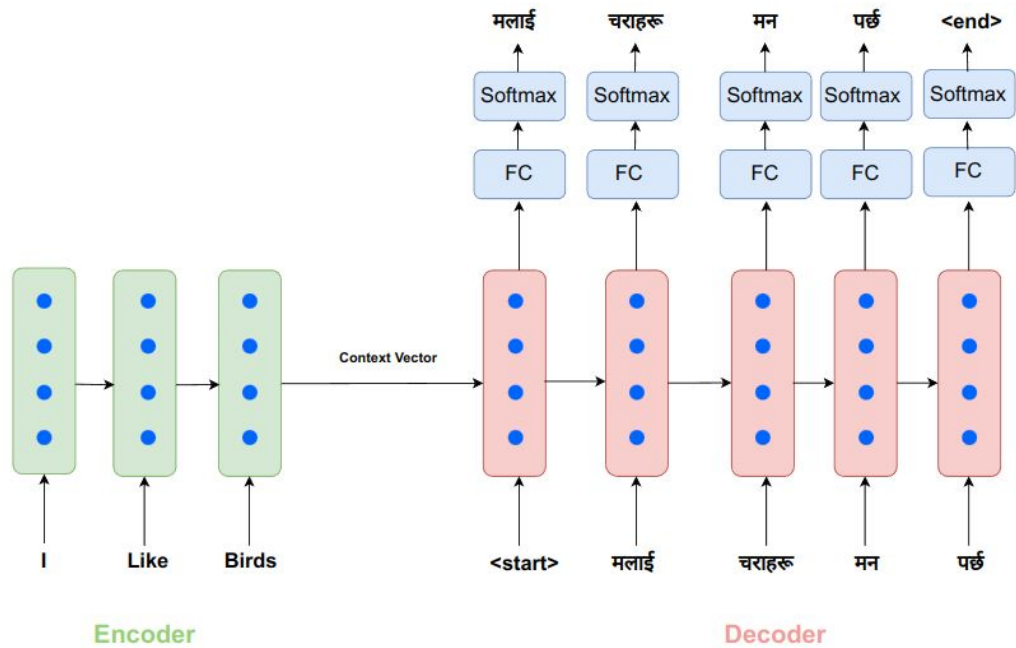 मलाई चराहरू मन पर्छ <end>
Softmax Softmax Softmax Softmax Softmax
FC FC FC FC FC
Context Vector
I Like Birds <start> मलाई चराहरू मन पर्छ
Encoder Decoder